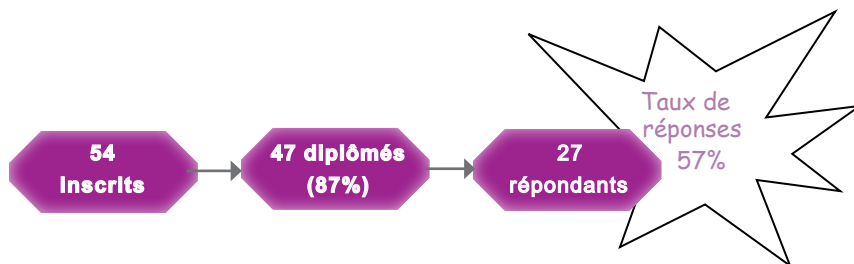 54
inscrits
47 diplômés
(87%)
27
répondants
Taux de
réponses
57%